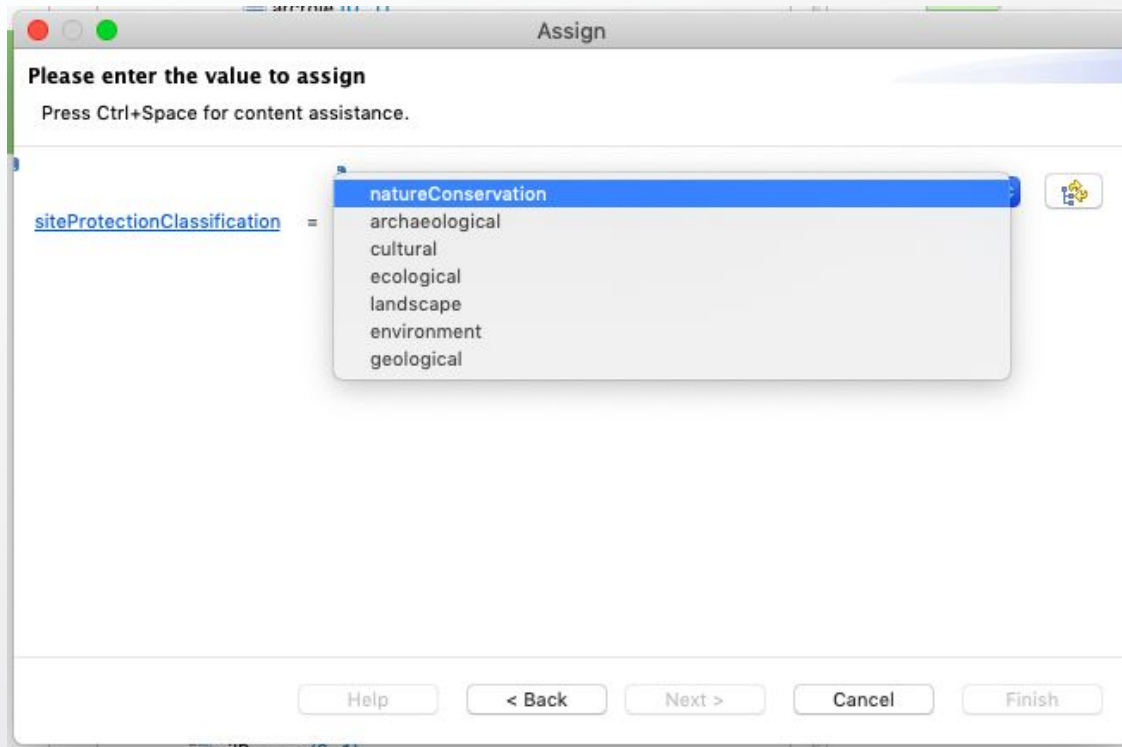 Assign
Please enter the value to assign
Press Ctrl+Space for content assistance.
natureConservation
siteProtectionClassification =
archaeological
cultural
ecological
landscape
environment
geological
Help < Back Next > Cancel Finish